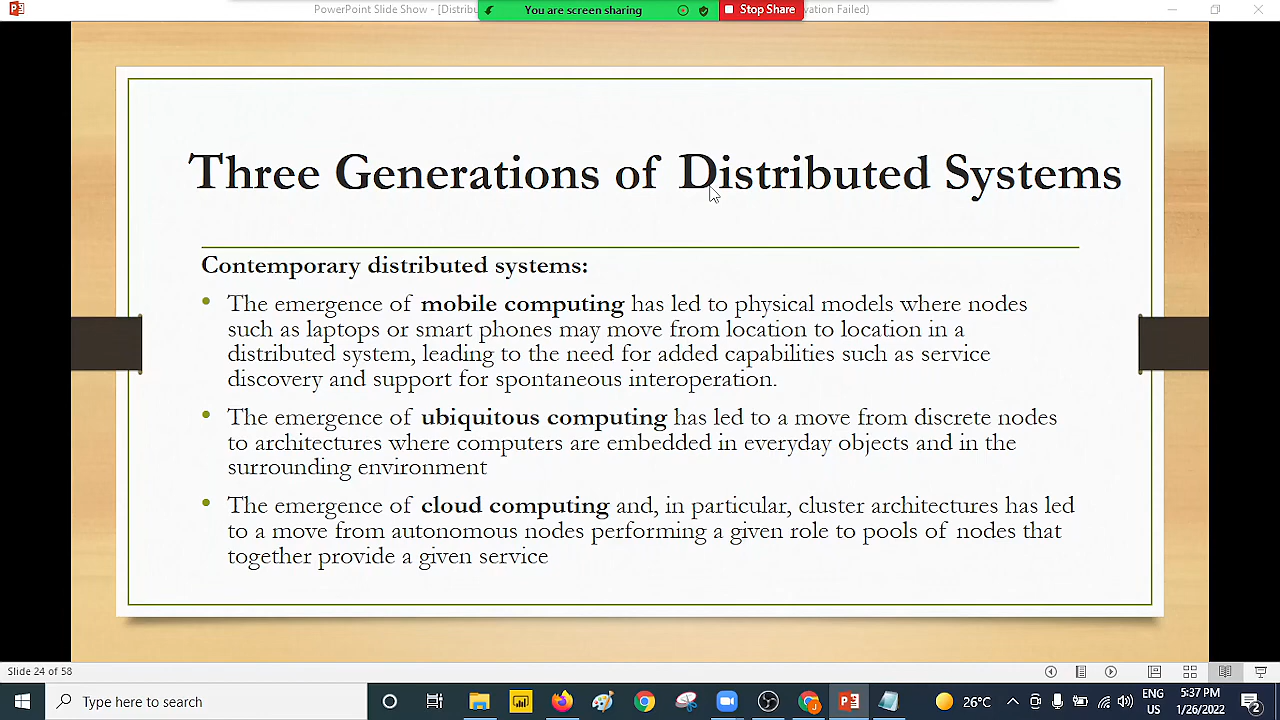 PowerPoint Slide Show - [Distribu
You are screen sharing
Stop Share
vation Failed)
Three Generations of Distributed Systems
Contemporary distributed systems:
• The emergence of mobile computing has led to physical models where nodes
such as laptops or smart phones may move from location to location in a
distributed system, leading to the need for added capabilities such as service
discovery and support for spontaneous interoperation.
• The emergence of ubiquitous computing has led to a move from discrete nodes
to architectures where computers are embedded in everyday objects and in the
surrounding environment
• The emergence of cloud computing and, in particular, cluster architectures has led
to a move from autonomous nodes performing a given role to pools of nodes that
together provide a given service
Slide 24 of 58
Type here to search
26°C
ENG
US
5:37 PM
1/26/2022
2